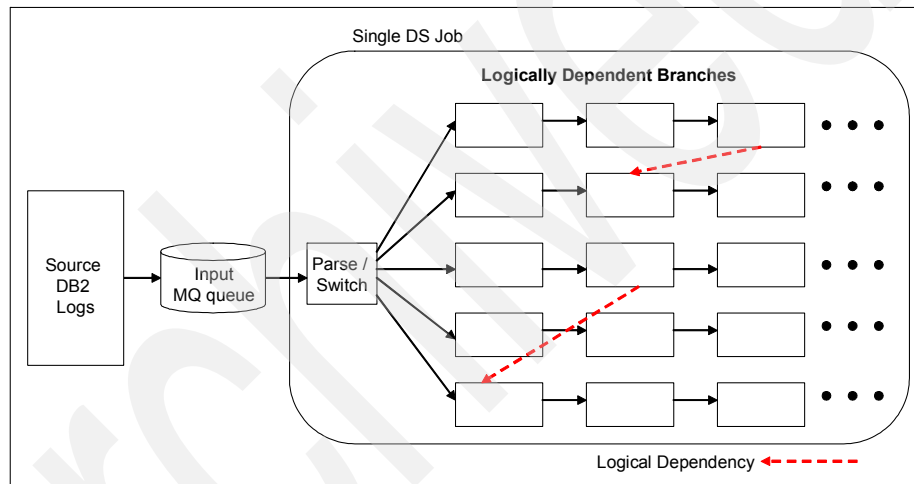 Single DS Job
Logically Dependent Branches
Source
DB2
Logs
Input
MQ queue
Parse /
Switch
Logical Dependency